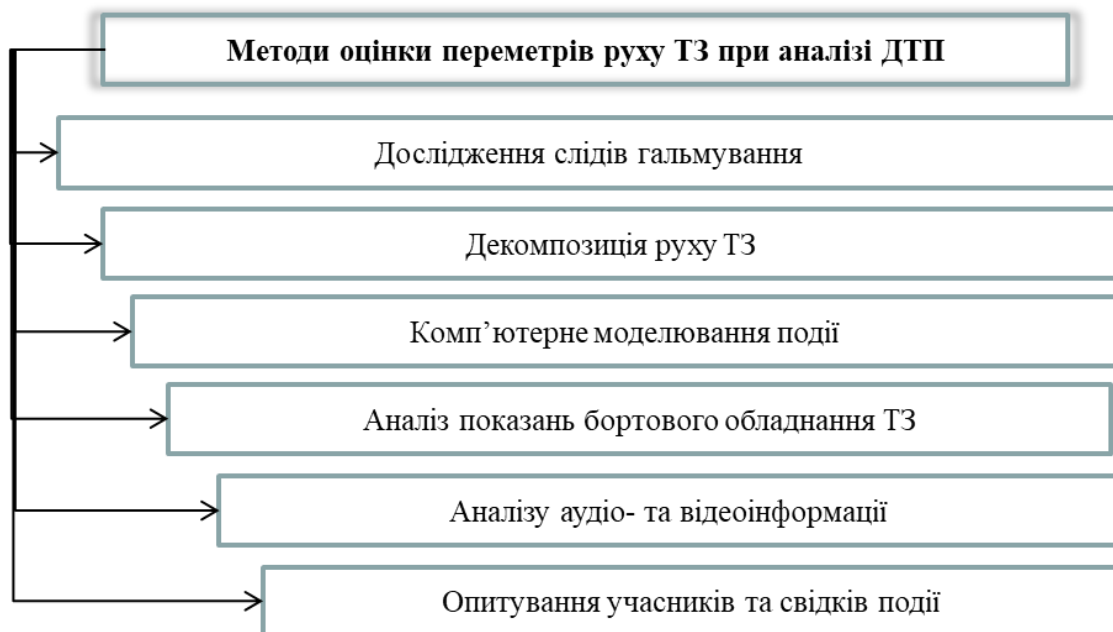 Методи оцінки переметрів руху ТЗ при аналізі ДТП
Дослідження слідів гальмування
Декомпозиція руху ТЗ
Комп’ютерне моделювання події
Аналіз показань бортового обладнання ТЗ
Аналізу аудіо- та відеоінформації
Опитування учасників та свідків події